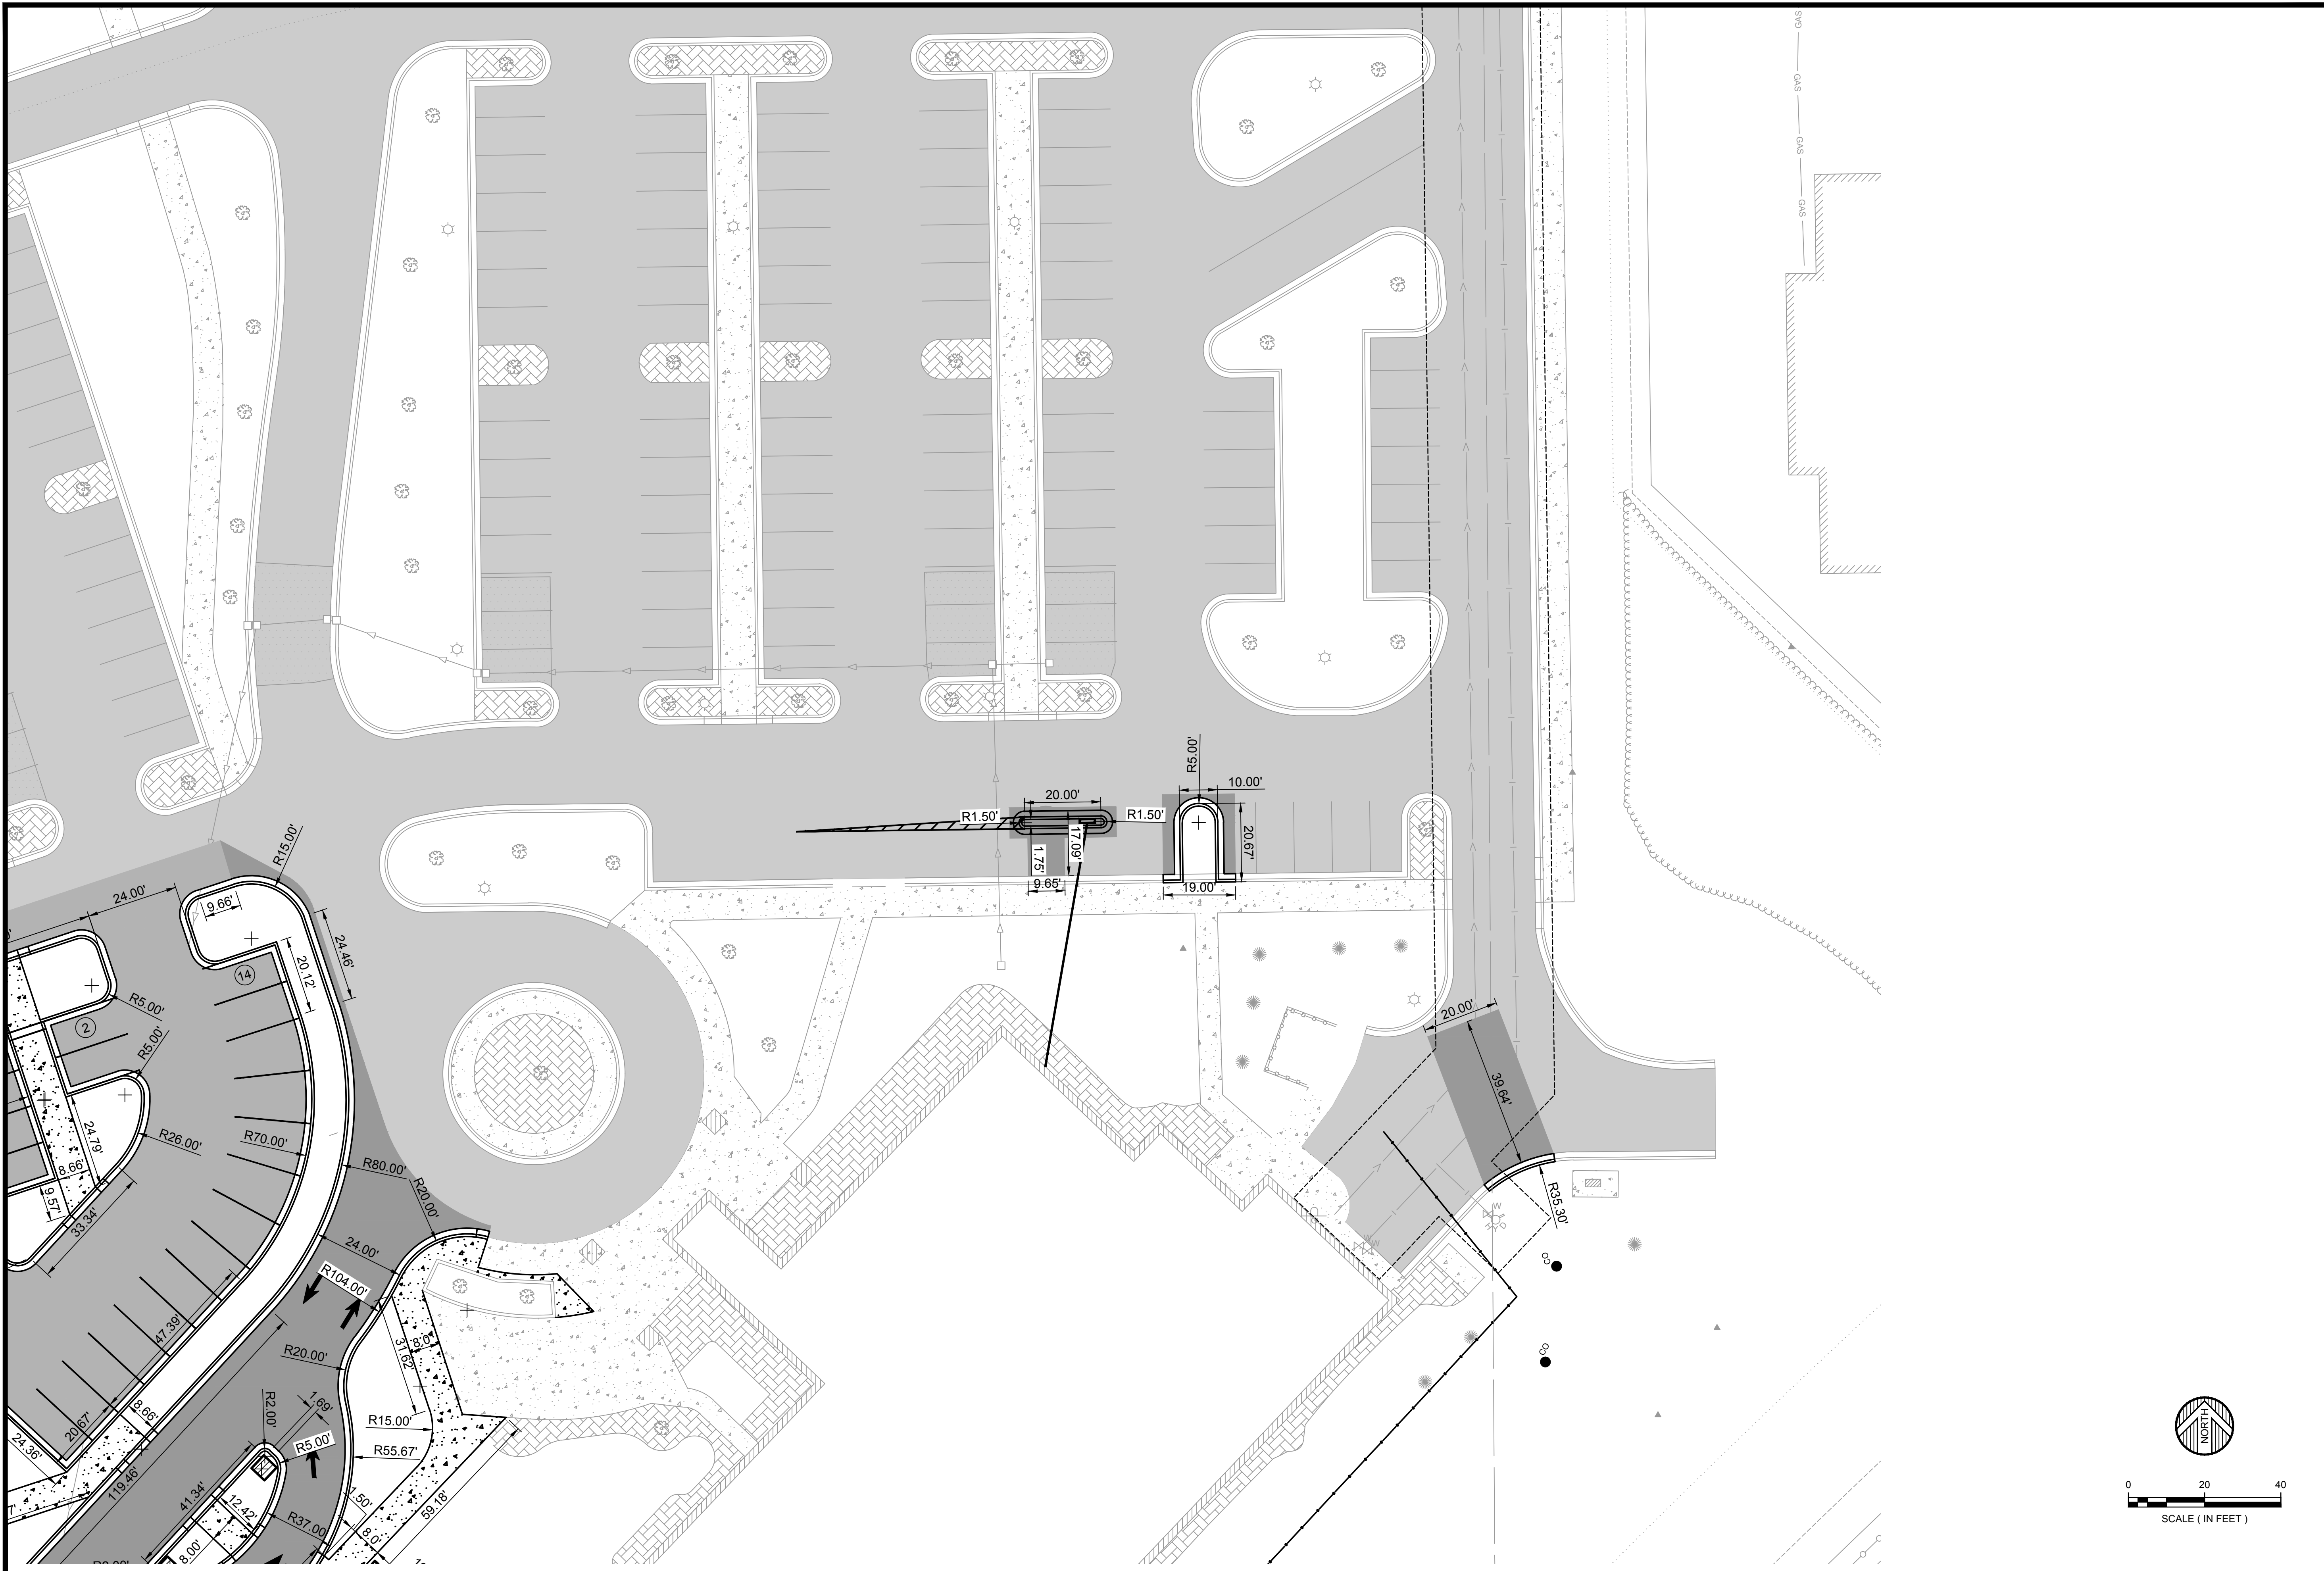 GAS
GAS
GAS
GAS
R5.00'
10.00'
20.00'
R1.50'
R1.50'
17.09'
20.67'
1.75'
9.65'
19.00'
R15.00'
24.00'
9.66'
24.46'
20.12'
14
R5.00'
2
R5.00'
20.00'
39.64'
R35.30'
24.79'
R26.00'
R70.00'
8.66'
9.57'
33.34'
R80.00'
R20.00'
24.00'
R104.00'
W
W
W
CO
CO
47.39'
31.62'
8.0'
R20.00'
R2.00'
1.69'
R15.00'
R5.00'
R55.67'
20.67'
8.66'
24.36'
119.46'
41.34'
12.42'
R37.00'
1.50'
8.0'
59.18'
8.00'
NORTH
0 20 40
SCALE ( IN FEET )